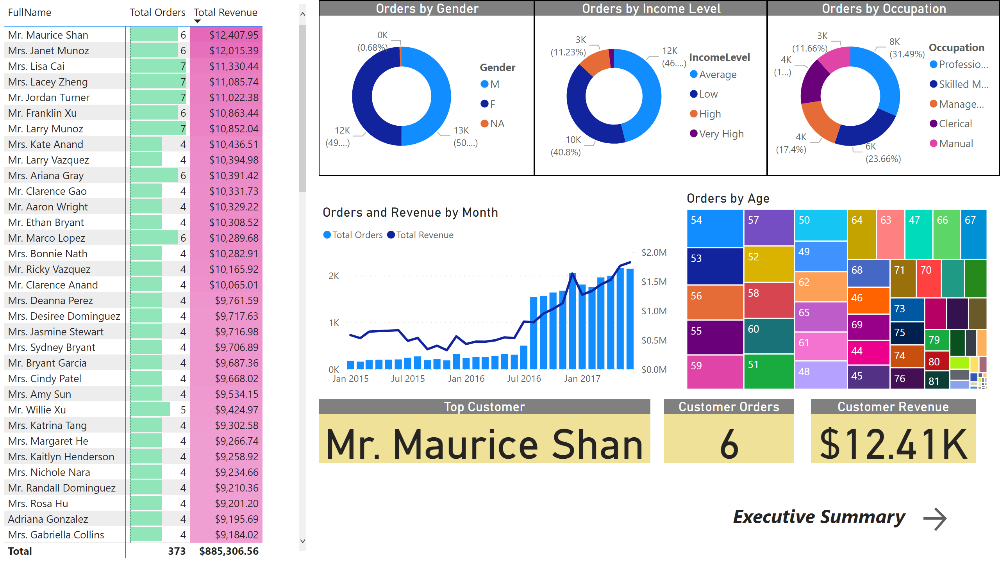 FullName Total Orders Total Revenue
Mr. Maurice Shan 6 $12,407.95
Mrs. Janet Munoz 6 $12,015.39
Mrs. Lisa Cai 7 $11,330.44
Mrs. Lacey Zheng 7 $11,085.74
Mr. Jordan Turner 7 $11,022.38
Mr. Franklin Xu 6 $10,863.44
Mr. Larry Munoz 7 $10,852.04
Mrs. Kate Anand 4 $10,436.51
Mr. Larry Vazquez 4 $10,394.98
Mrs. Ariana Gray 6 $10,391.42
Mr. Clarence Gao 4 $10,331.73
Mr. Aaron Wright 4 $10,329.22
Mr. Ethan Bryant 4 $10,308.52
Mr. Marco Lopez 6 $10,289.68
Mrs. Bonnie Nath 4 $10,282.91
Mr. Ricky Vazquez 4 $10,165.92
Mr. Clarence Anand 4 $10,065.01
Mrs. Deanna Perez 4 $9,761.59
Mrs. Desiree Dominguez 4 $9,717.63
Mrs. Jasmine Stewart 4 $9,716.98
Mrs. Sydney Bryant 4 $9,706.89
Mr. Bryant Garcia 4 $9,687.36
Mrs. Cindy Patel 4 $9,668.02
Mrs. Amy Sun 4 $9,534.15
Mr. Willie Xu 5 $9,424.97
Mrs. Katrina Tang 4 $9,302.58
Mrs. Margaret He 4 $9,266.74
Mrs. Kaitlyn Henderson 4 $9,258.92
Mrs. Nichole Nara 4 $9,234.66
Mr. Randall Dominguez 4 $9,210.36
Mrs. Rosa Hu 4 $9,201.20
Adriana Gonzalez 4 $9,195.69
Mrs. Gabriella Collins 4 $9,184.02
Total 373 $885,306.56
Orders by Gender
0K
(0.68%)
12K
(49....)
13K
(50....)
Gender
M
F
NA
Orders by Income Level
3K
(11.23%)
12K
(46....)
10K
(40.8%)
IncomeLevel
Average
Low
High
Very High
Orders by Occupation
3K
(11.66%)
8K
(31.49%)
4K
(1...)
4K
(17.4%)
6K
(23.66%)
Occupation
Professio...
Skilled M...
Manage...
Clerical
Manual
Orders and Revenue by Month
Total Orders Total Revenue
2K
1K
0K
$2.0M
$1.5M
$1.0M
$0.5M
$0.0M
Jan 2015 Jul 2015 Jan 2016 Jul 2016 Jan 2017
Orders by Age
54
53
56
55
59
57
52
58
60
51
50
49
62
65
61
48
64
63
47
66
67
68
46
69
44
45
71
70
73
75
74
76
79
80
81
Top Customer
Mr. Maurice Shan
Customer Orders
6
Customer Revenue
$12.41K
Executive Summary